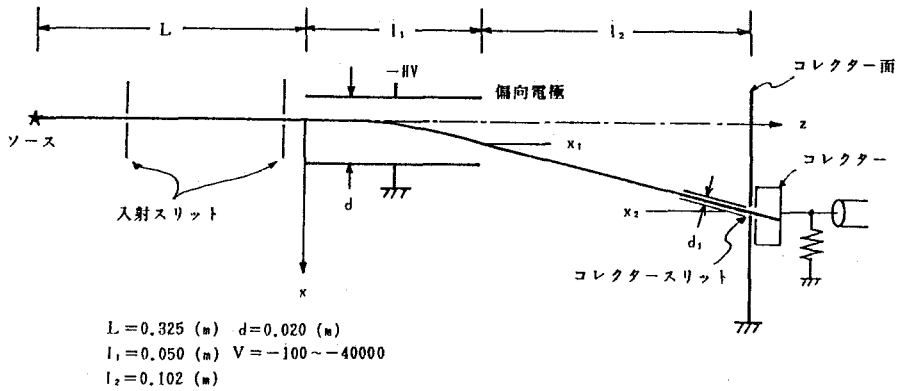 L
l₁
l₂
コレクター面
-HV
偏向電極
z
ソース
x₁
コレクター
入射スリット
d
x₂
d₁
コレクタースリット
x
L=0.325 (m) d=0.020 (m)
l₁=0.050 (m) V=-100~-40000
l₂=0.102 (m)